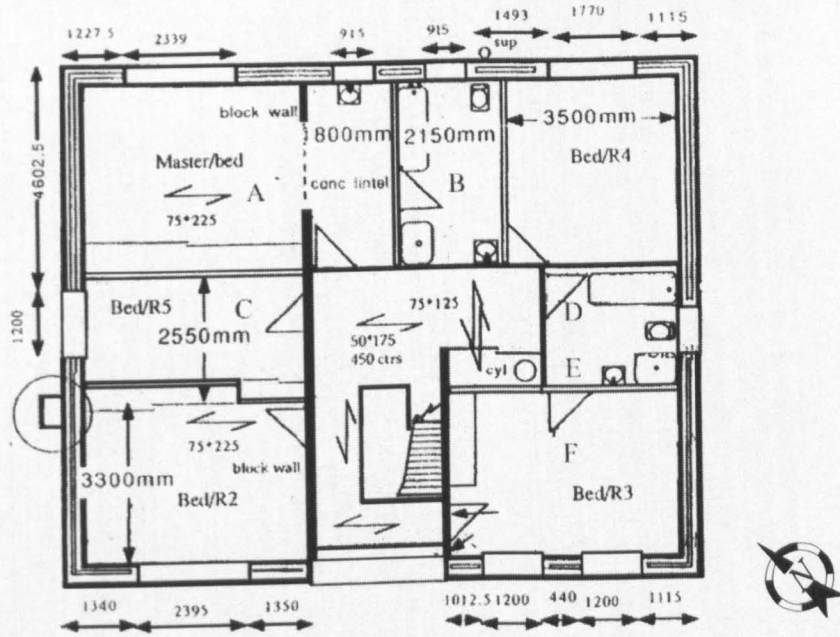 1227.5 2339 915 915 1493 1770 1115
sup
block wall
800mm 2150mm 3500mm
Master/bed
Bed/R4
A
conc lintel
B
75*225
4602.5
Bed/R5
C
75*125
D
1200
2550mm
50*175
450 ctrs
cyl
E
75*225
block wall
F
3300mm
Bed/R2
Bed/R3
N
1340 2395 1350 1012.5 1200 440 1200 1115